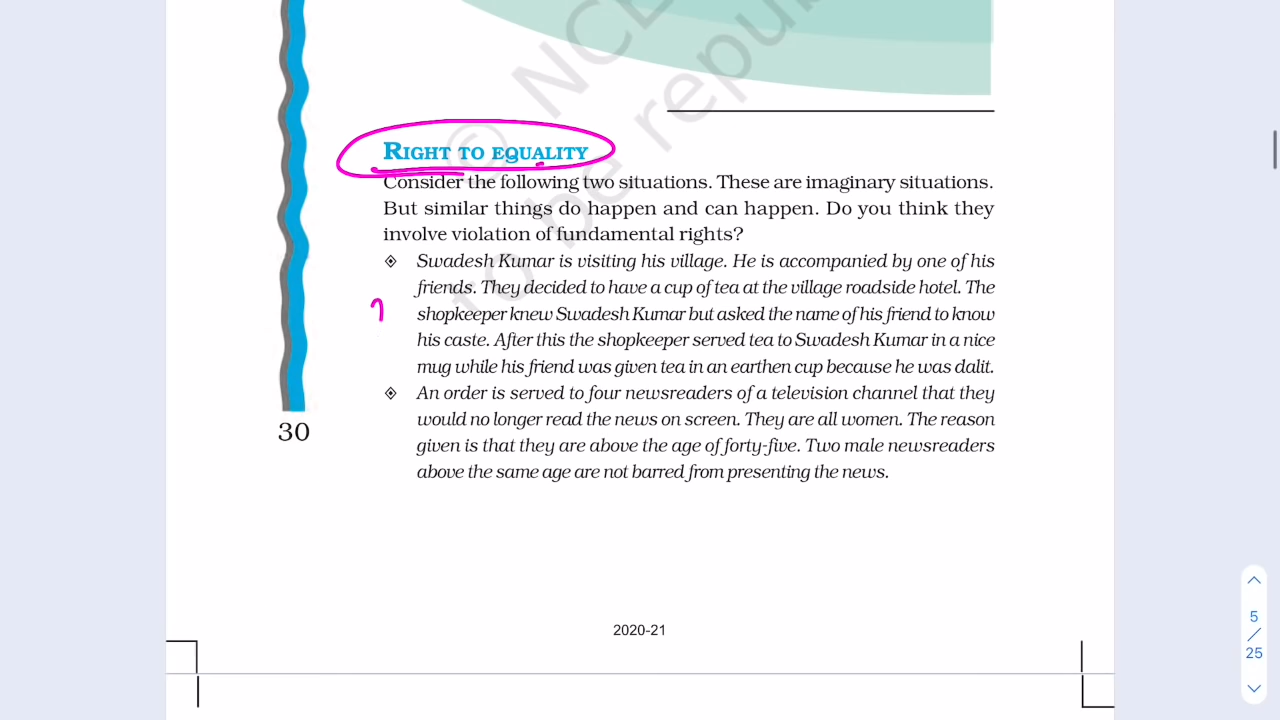 © NCE
to be repu
RIGHT TO EQUALITY
Consider the following two situations. These are imaginary situations.
But similar things do happen and can happen. Do you think they
involve violation of fundamental rights?
Swadesh Kumar is visiting his village. He is accompanied by one of his
friends. They decided to have a cup of tea at the village roadside hotel. The
shopkeeper knew Swadesh Kumar but asked the name of his friend to know
his caste. After this the shopkeeper served tea to Swadesh Kumar in a nice
mug while his friend was given tea in an earthen cup because he was dalit.
An order is served to four newsreaders of a television channel that they
would no longer read the news on screen. They are all women. The reason
given is that they are above the age of forty-five. Two male newsreaders
above the same age are not barred from presenting the news.
30
2020-21
5
/
25